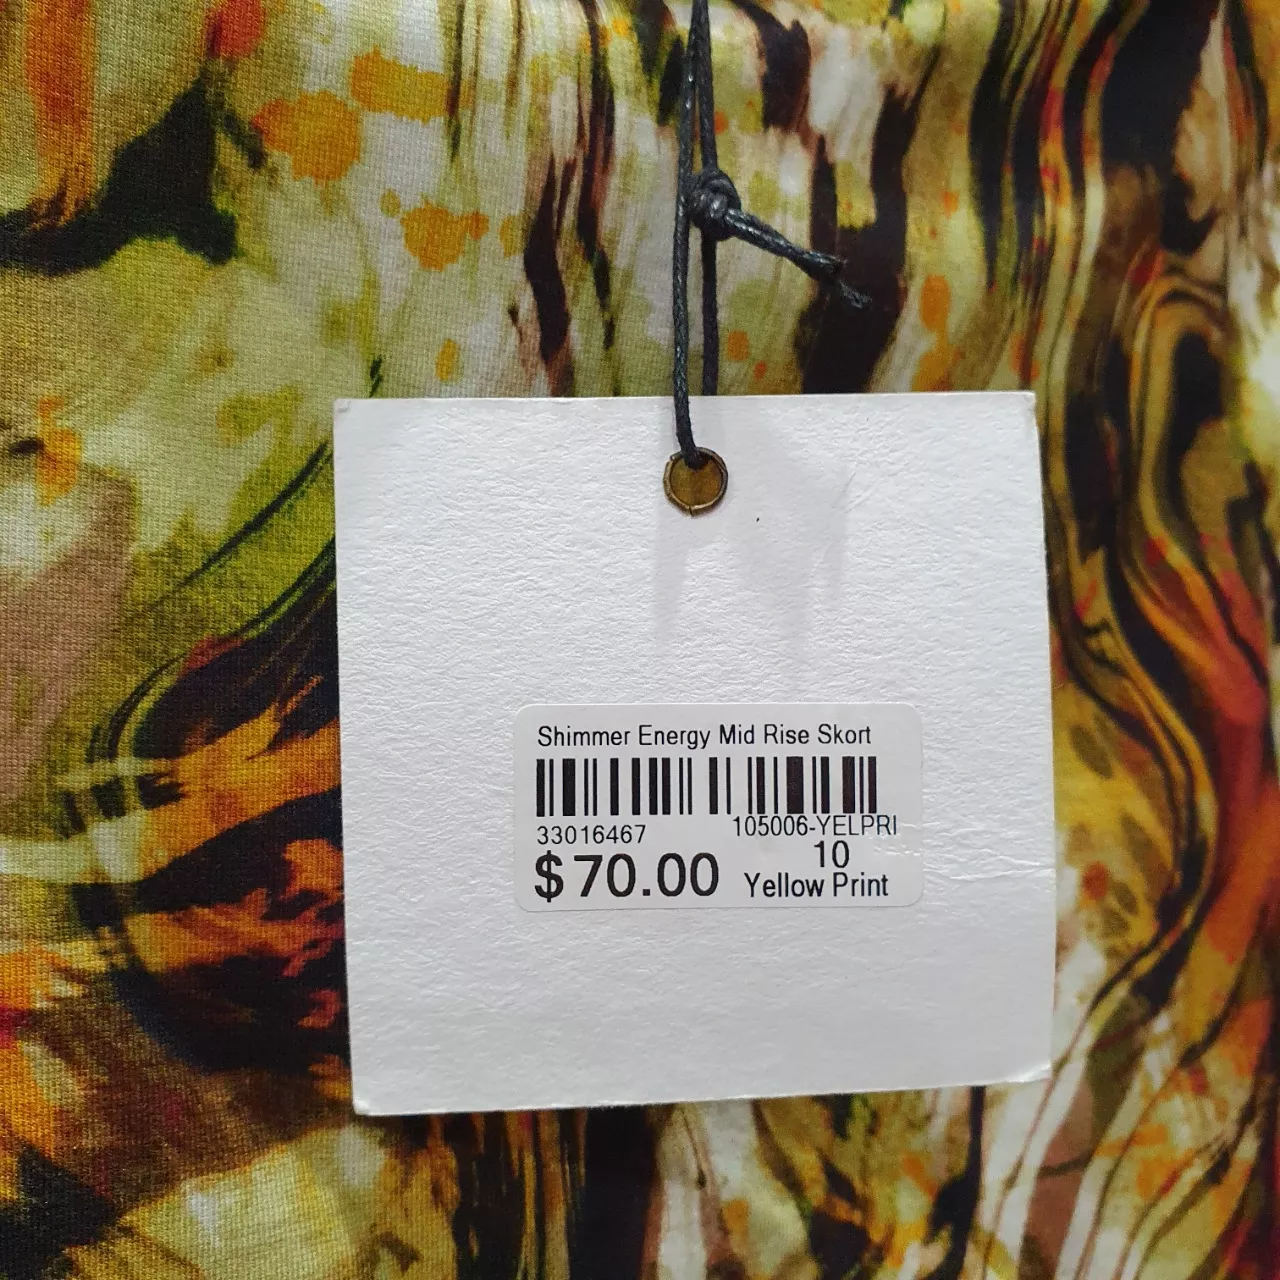 Shimmer Energy Mid Rise Skort
33016467 105006-YELPRI
10
$70.00 Yellow Print